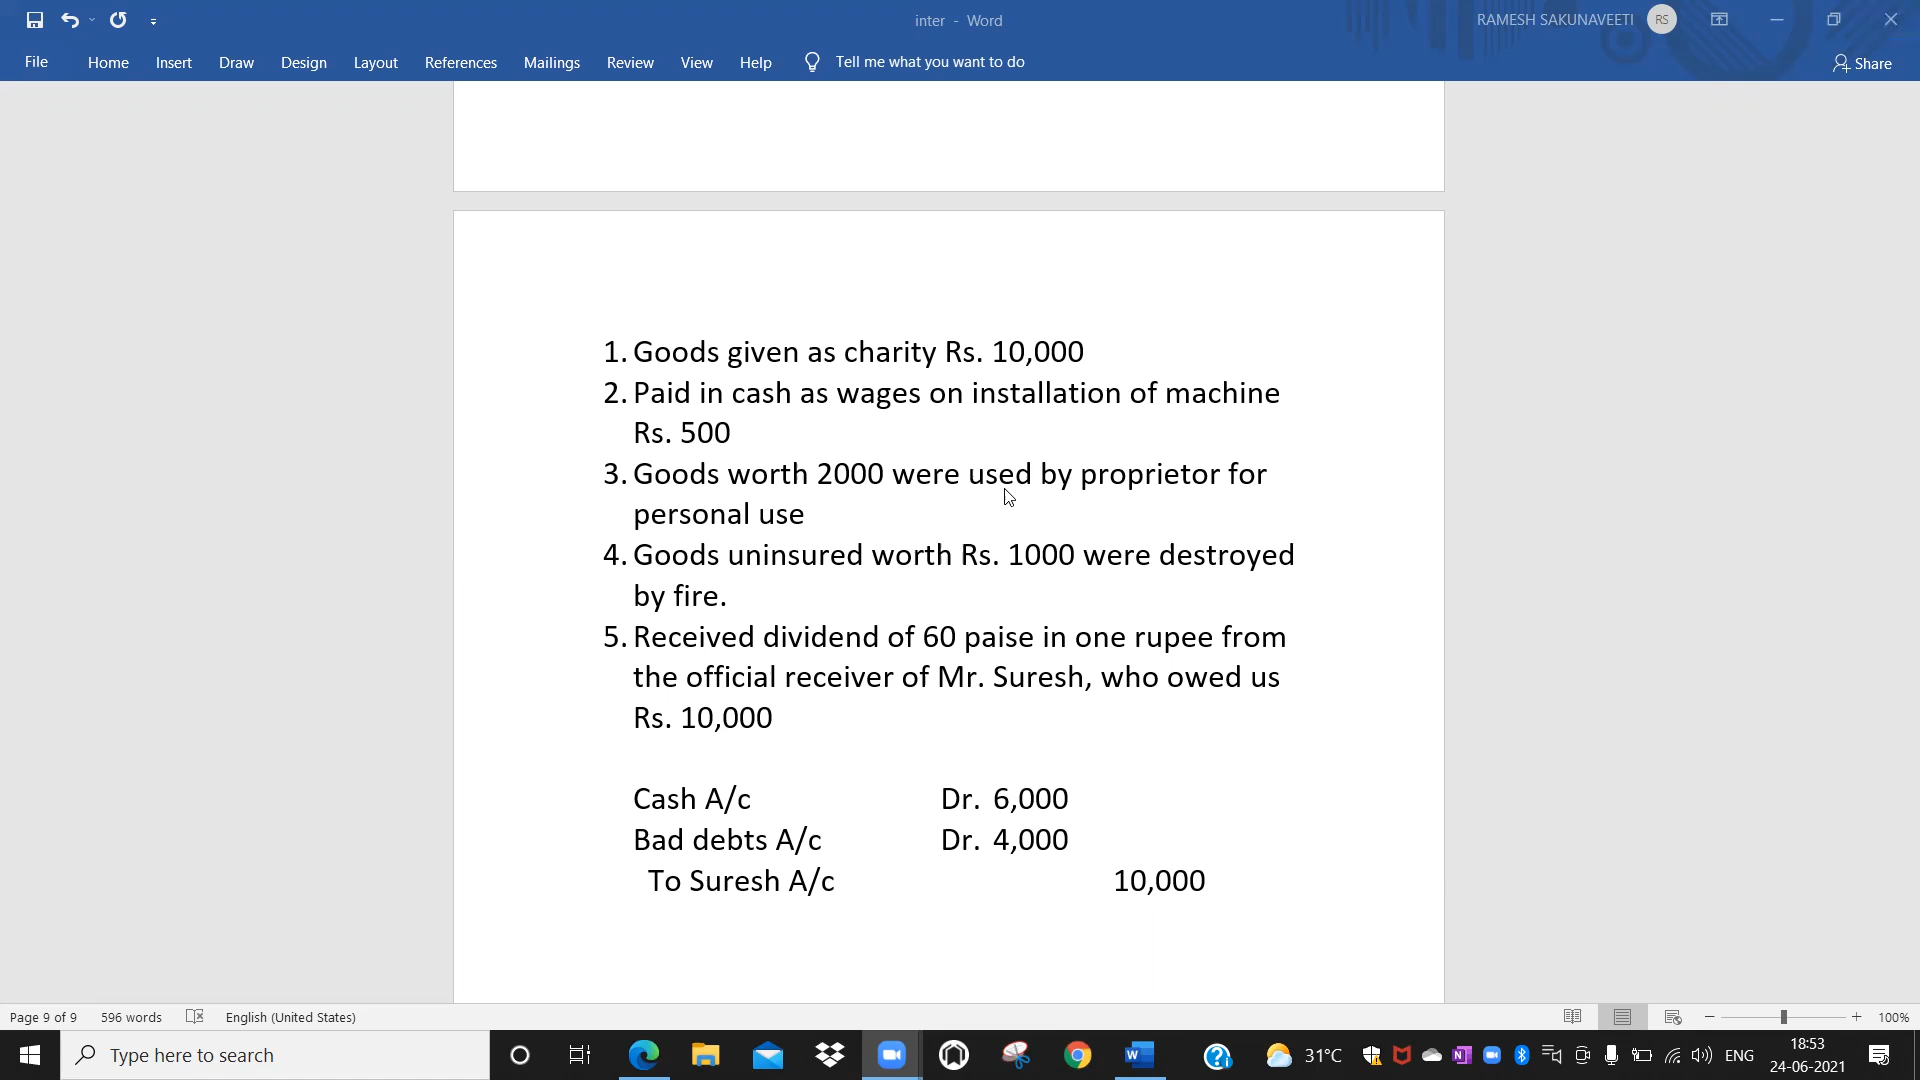 inter - Word
RAMESH SAKUNAVEETI RS
File Home Insert Draw Design Layout References Mailings Review View Help Tell me what you want to do Share
1. Goods given as charity Rs. 10,000
2. Paid in cash as wages on installation of machine
Rs. 500
3. Goods worth 2000 were used by proprietor for
personal use
4. Goods uninsured worth Rs. 1000 were destroyed
by fire.
5. Received dividend of 60 paise in one rupee from
the official receiver of Mr. Suresh, who owed us
Rs. 10,000
Cash A/c Dr. 6,000
Bad debts A/c Dr. 4,000
To Suresh A/c 10,000
Page 9 of 9 596 words English (United States) 100%
Type here to search 31°C ENG 18:53
24-06-2021